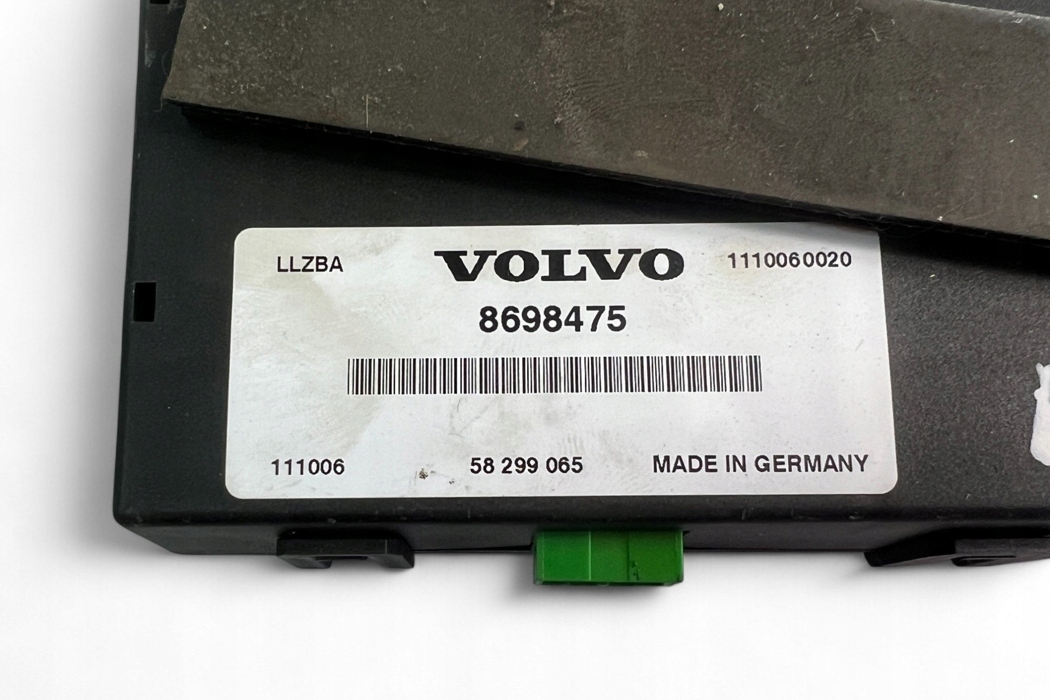 LLZBA VOLVO 1110060020
8698475
111006 58 299 065 MADE IN GERMANY